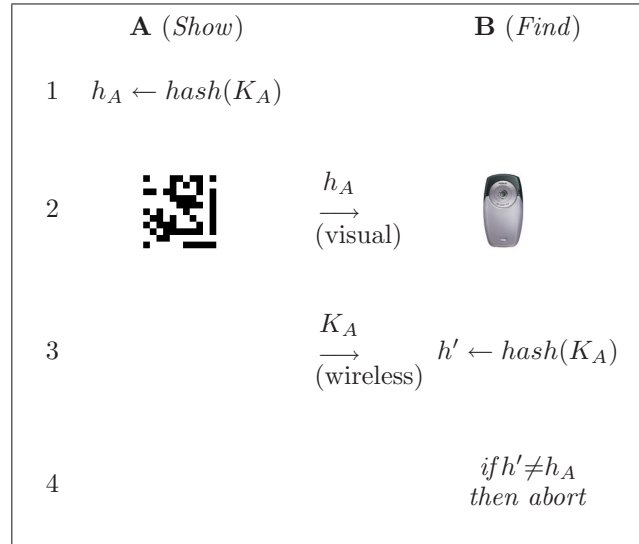 A (Show) B (Find)
1 h_A ← hash(K_A)
h_A
2 →
(visual)
K_A
3 → h′ ← hash(K_A)
(wireless)
if h′≠h_A
4
then abort